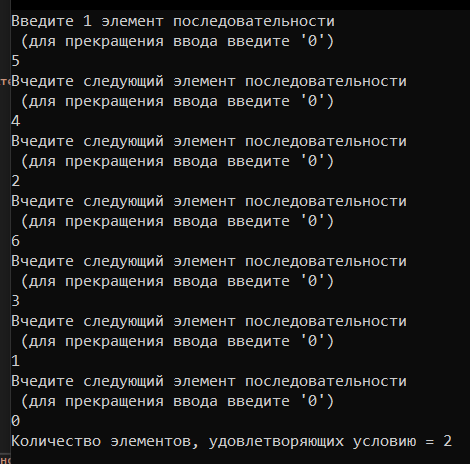 Введите 1 элемент последовательности
(для прекращения ввода введите '0')
5
Вчедите следующий элемент последовательности
(для прекращения ввода введите '0')
4
Вчедите следующий элемент последовательности
(для прекращения ввода введите '0')
2
Вчедите следующий элемент последовательности
(для прекращения ввода введите '0')
6
Вчедите следующий элемент последовательности
(для прекращения ввода введите '0')
3
Вчедите следующий элемент последовательности
(для прекращения ввода введите '0')
1
Вчедите следующий элемент последовательности
(для прекращения ввода введите '0')
0
Количество элементов, удовлетворяющих условию = 2